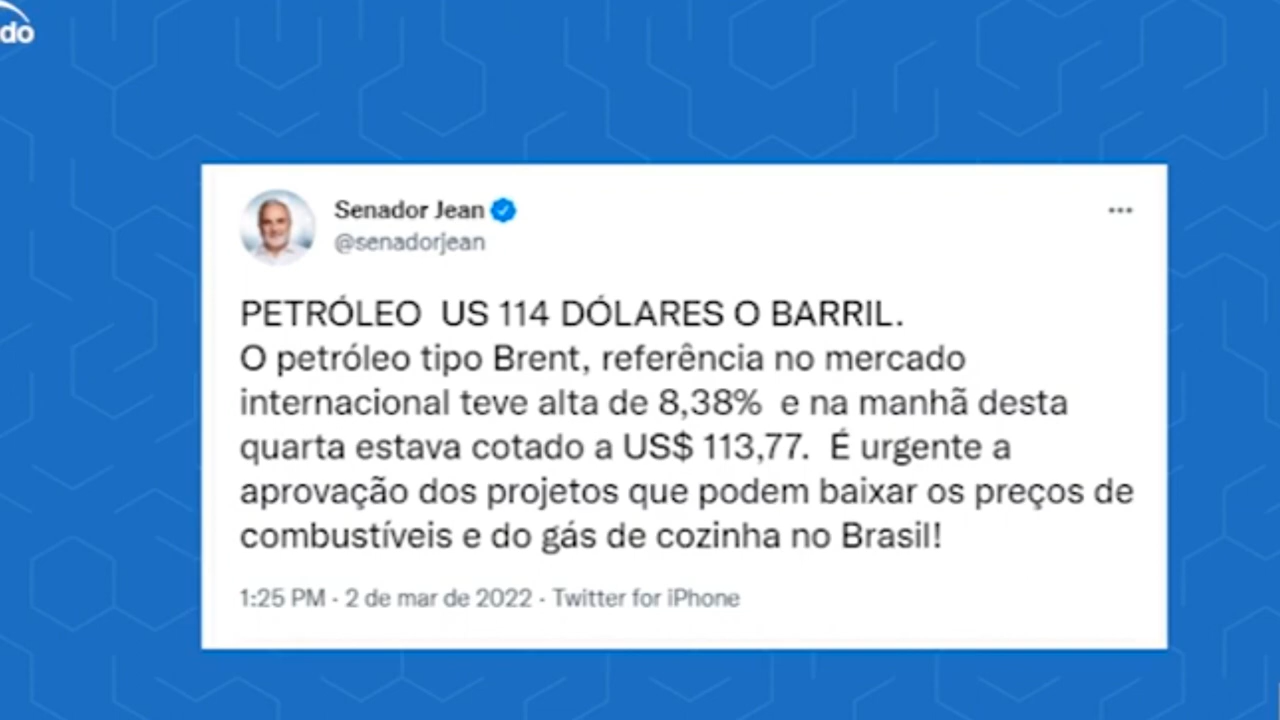 do
Senador Jean
@senadorjean
PETRÓLEO  US 114 DÓLARES O BARRIL.
O petróleo tipo Brent, referência no mercado
internacional teve alta de 8,38%  e na manhã desta
quarta estava cotado a US$ 113,77.  É urgente a
aprovação dos projetos que podem baixar os preços de
combustíveis e do gás de cozinha no Brasil!
1:25 PM · 2 de mar de 2022 · Twitter for iPhone